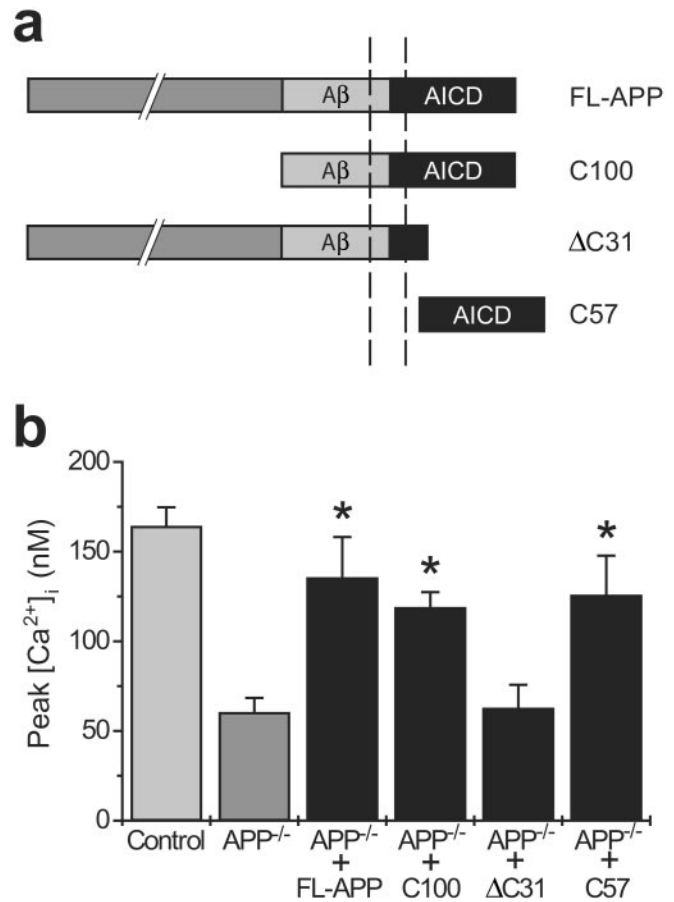 a
Aβ AICD FL-APP
Aβ AICD C100
Aβ ΔC31
AICD C57
b
Peak [Ca²⁺]ᵢ (nM)
200
150
100
50
0
* * *
Control APP⁻/⁻ APP⁻/⁻ APP⁻/⁻ APP⁻/⁻ APP⁻/⁻
+ + + +
FL-APP C100 ΔC31 C57